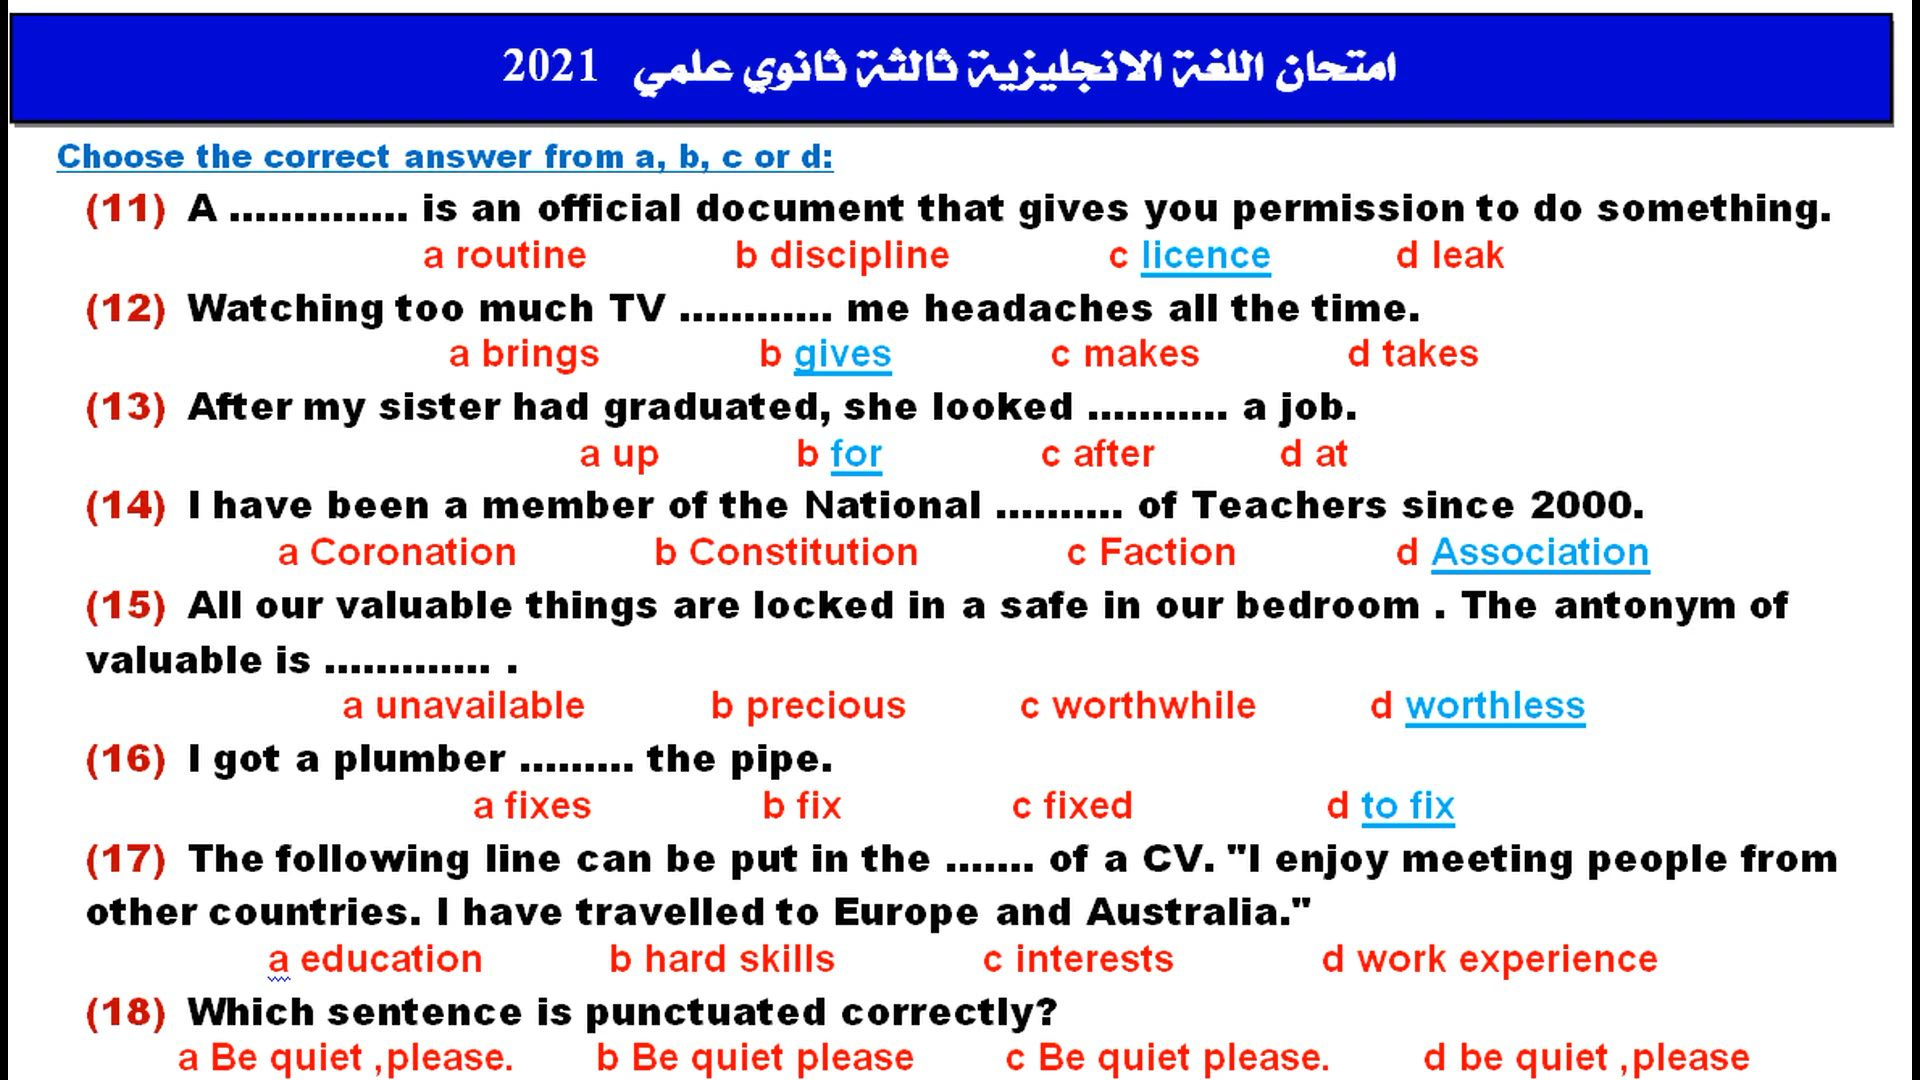 امتحان اللغة الانجليزية ثالثة ثانوي علمي 2021
Choose the correct answer from a, b, c or d:
(11) A .............. is an official document that gives you permission to do something.
a routine b discipline c licence d leak
(12) Watching too much TV ............ me headaches all the time.
a brings b gives c makes d takes
(13) After my sister had graduated, she looked ........... a job.
a up b for c after d at
(14) I have been a member of the National .......... of Teachers since 2000.
a Coronation b Constitution c Faction d Association
(15) All our valuable things are locked in a safe in our bedroom . The antonym of
valuable is ............. .
a unavailable b precious c worthwhile d worthless
(16) I got a plumber ......... the pipe.
a fixes b fix c fixed d to fix
(17) The following line can be put in the ....... of a CV. "I enjoy meeting people from
other countries. I have travelled to Europe and Australia."
a education b hard skills c interests d work experience
(18) Which sentence is punctuated correctly?
a Be quiet ,please. b Be quiet please c Be quiet please. d be quiet ,please